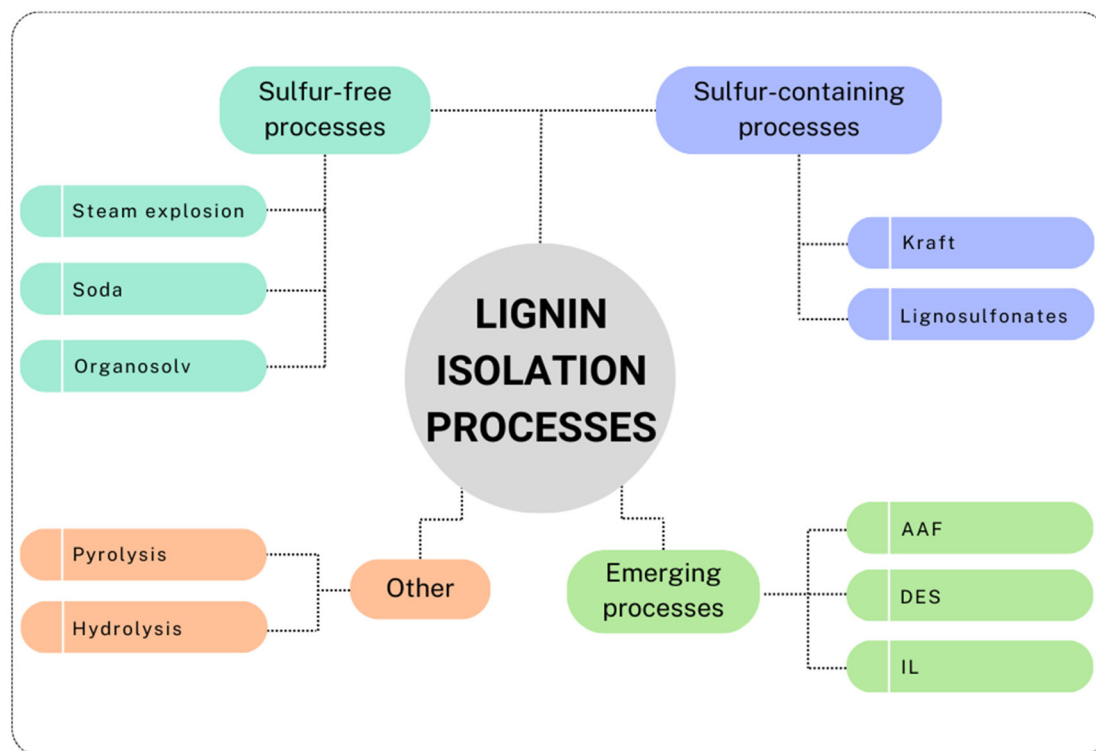 Sulfur-free
processes
Steam explosion
Soda
Organosolv
Sulfur-containing
processes
Kraft
Lignosulfonates
LIGNIN
ISOLATION
PROCESSES
Other
Pyrolysis
Hydrolysis
Emerging
processes
AAF
DES
IL